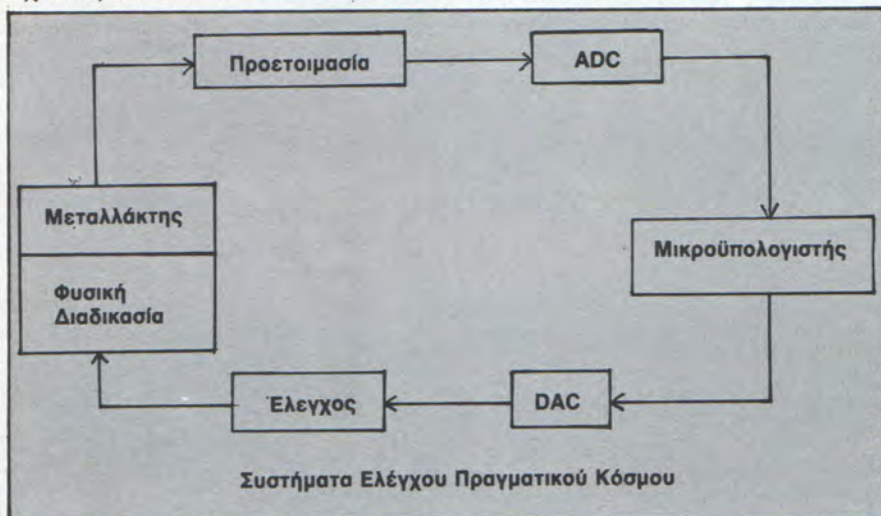 Προετοιμασία
ADC
Μεταλλάκτης
Μικροϋπολογιστής
Φυσική
Διαδικασία
Έλεγχος
DAC
Συστήματα Ελέγχου Πραγματικού Κόσμου